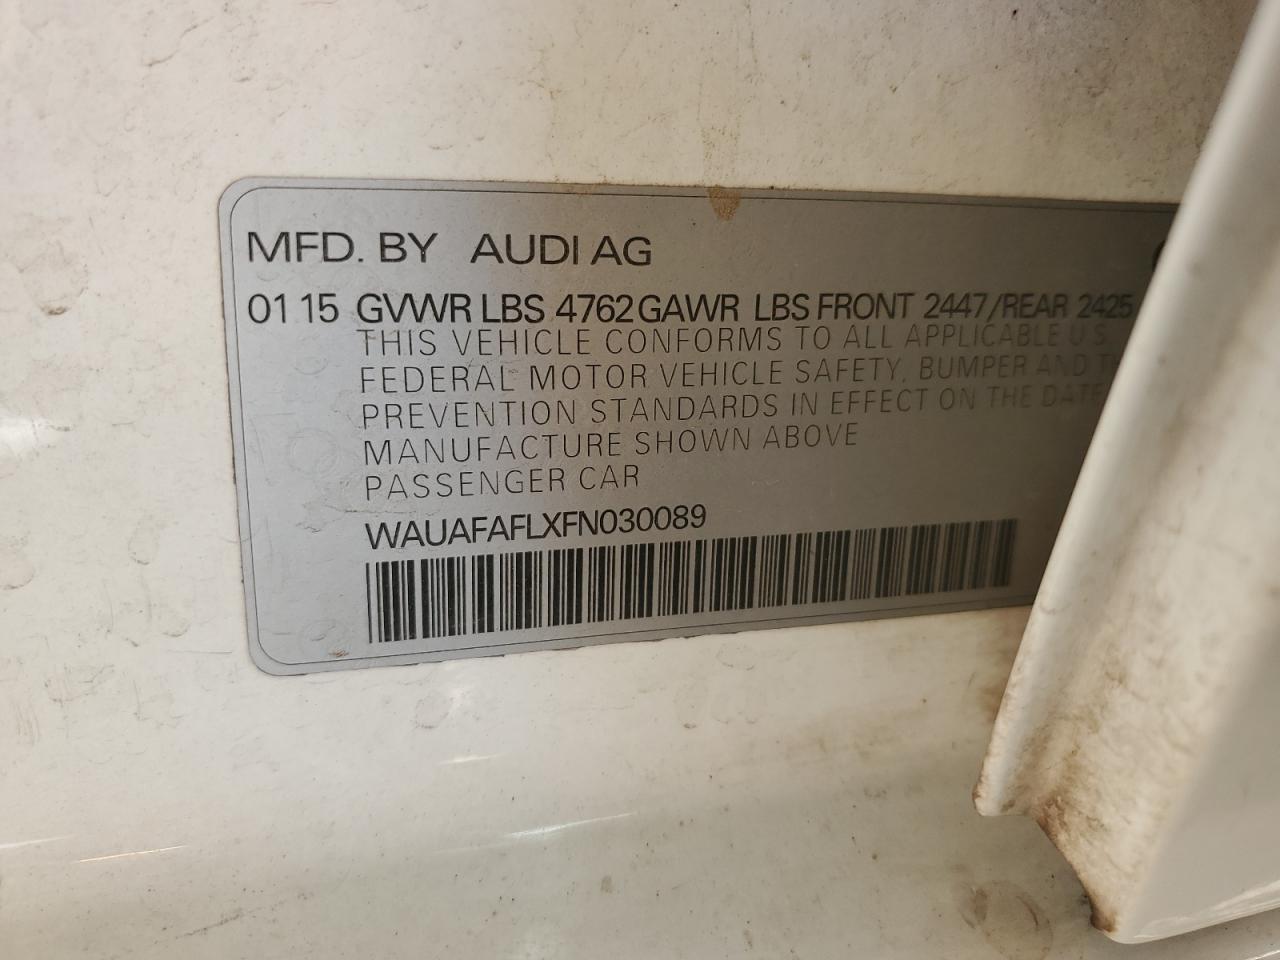 MFD. BY AUDI AG
01 15 GVWR LBS 4762 GAWR LBS FRONT 2447/REAR 2425
THIS VEHICLE CONFORMS TO ALL APPLICABLE U S
FEDERAL MOTOR VEHICLE SAFETY, BUMPER AND
PREVENTION STANDARDS IN EFFECT ON THE DATE
MANUFACTURE SHOWN ABOVE
PASSENGER CAR
WAUAFAFLXFN030089